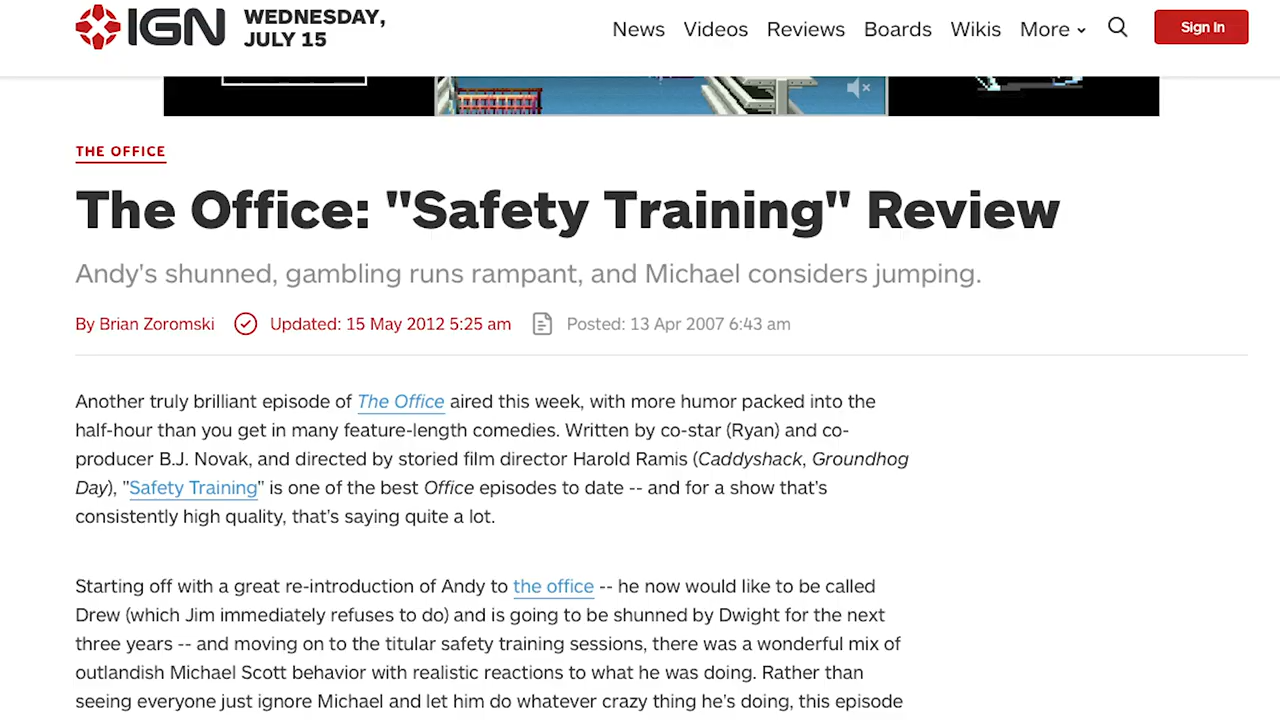 IGN
WEDNESDAY,
JULY 15
News Videos Reviews Boards Wikis More Sign In
THE OFFICE
The Office: "Safety Training" Review
Andy's shunned, gambling runs rampant, and Michael considers jumping.
By Brian Zoromski Updated: 15 May 2012 5:25 am Posted: 13 Apr 2007 6:43 am
Another truly brilliant episode of The Office aired this week, with more humor packed into the
half-hour than you get in many feature-length comedies. Written by co-star (Ryan) and co-
producer B.J. Novak, and directed by storied film director Harold Ramis (Caddyshack, Groundhog
Day), "Safety Training" is one of the best Office episodes to date -- and for a show that's
consistently high quality, that's saying quite a lot.
Starting off with a great re-introduction of Andy to the office -- he now would like to be called
Drew (which Jim immediately refuses to do) and is going to be shunned by Dwight for the next
three years -- and moving on to the titular safety training sessions, there was a wonderful mix of
outlandish Michael Scott behavior with realistic reactions to what he was doing. Rather than
seeing everyone just ignore Michael and let him do whatever crazy thing he's doing, this episode